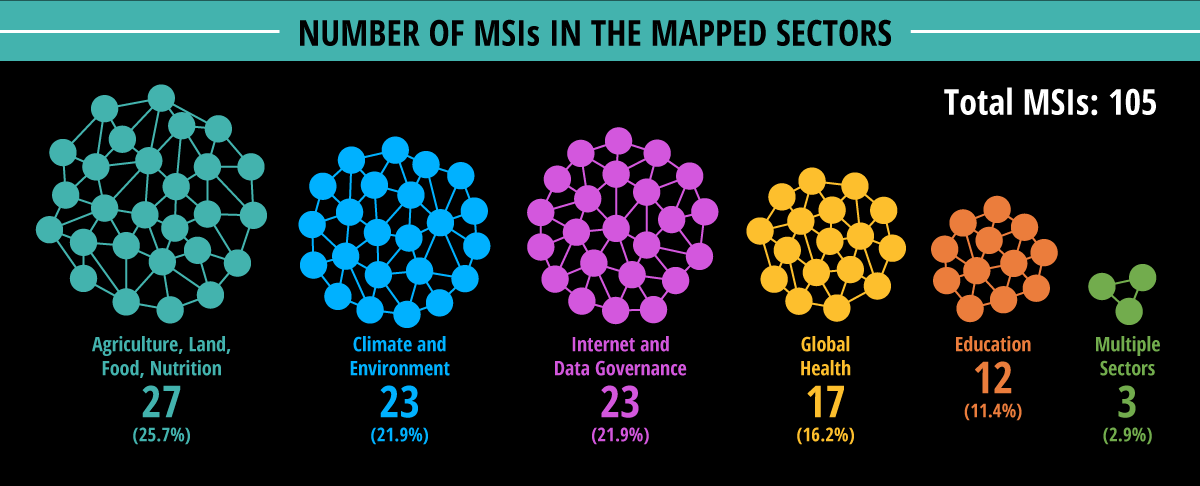 NUMBER OF MSIs IN THE MAPPED SECTORS
Total MSIs: 105
Agriculture, Land,
Food, Nutrition
27
(25.7%)
Climate and
Environment
23
(21.9%)
Internet and
Data Governance
23
(21.9%)
Global
Health
17
(16.2%)
Education
12
(11.4%)
Multiple
Sectors
3
(2.9%)